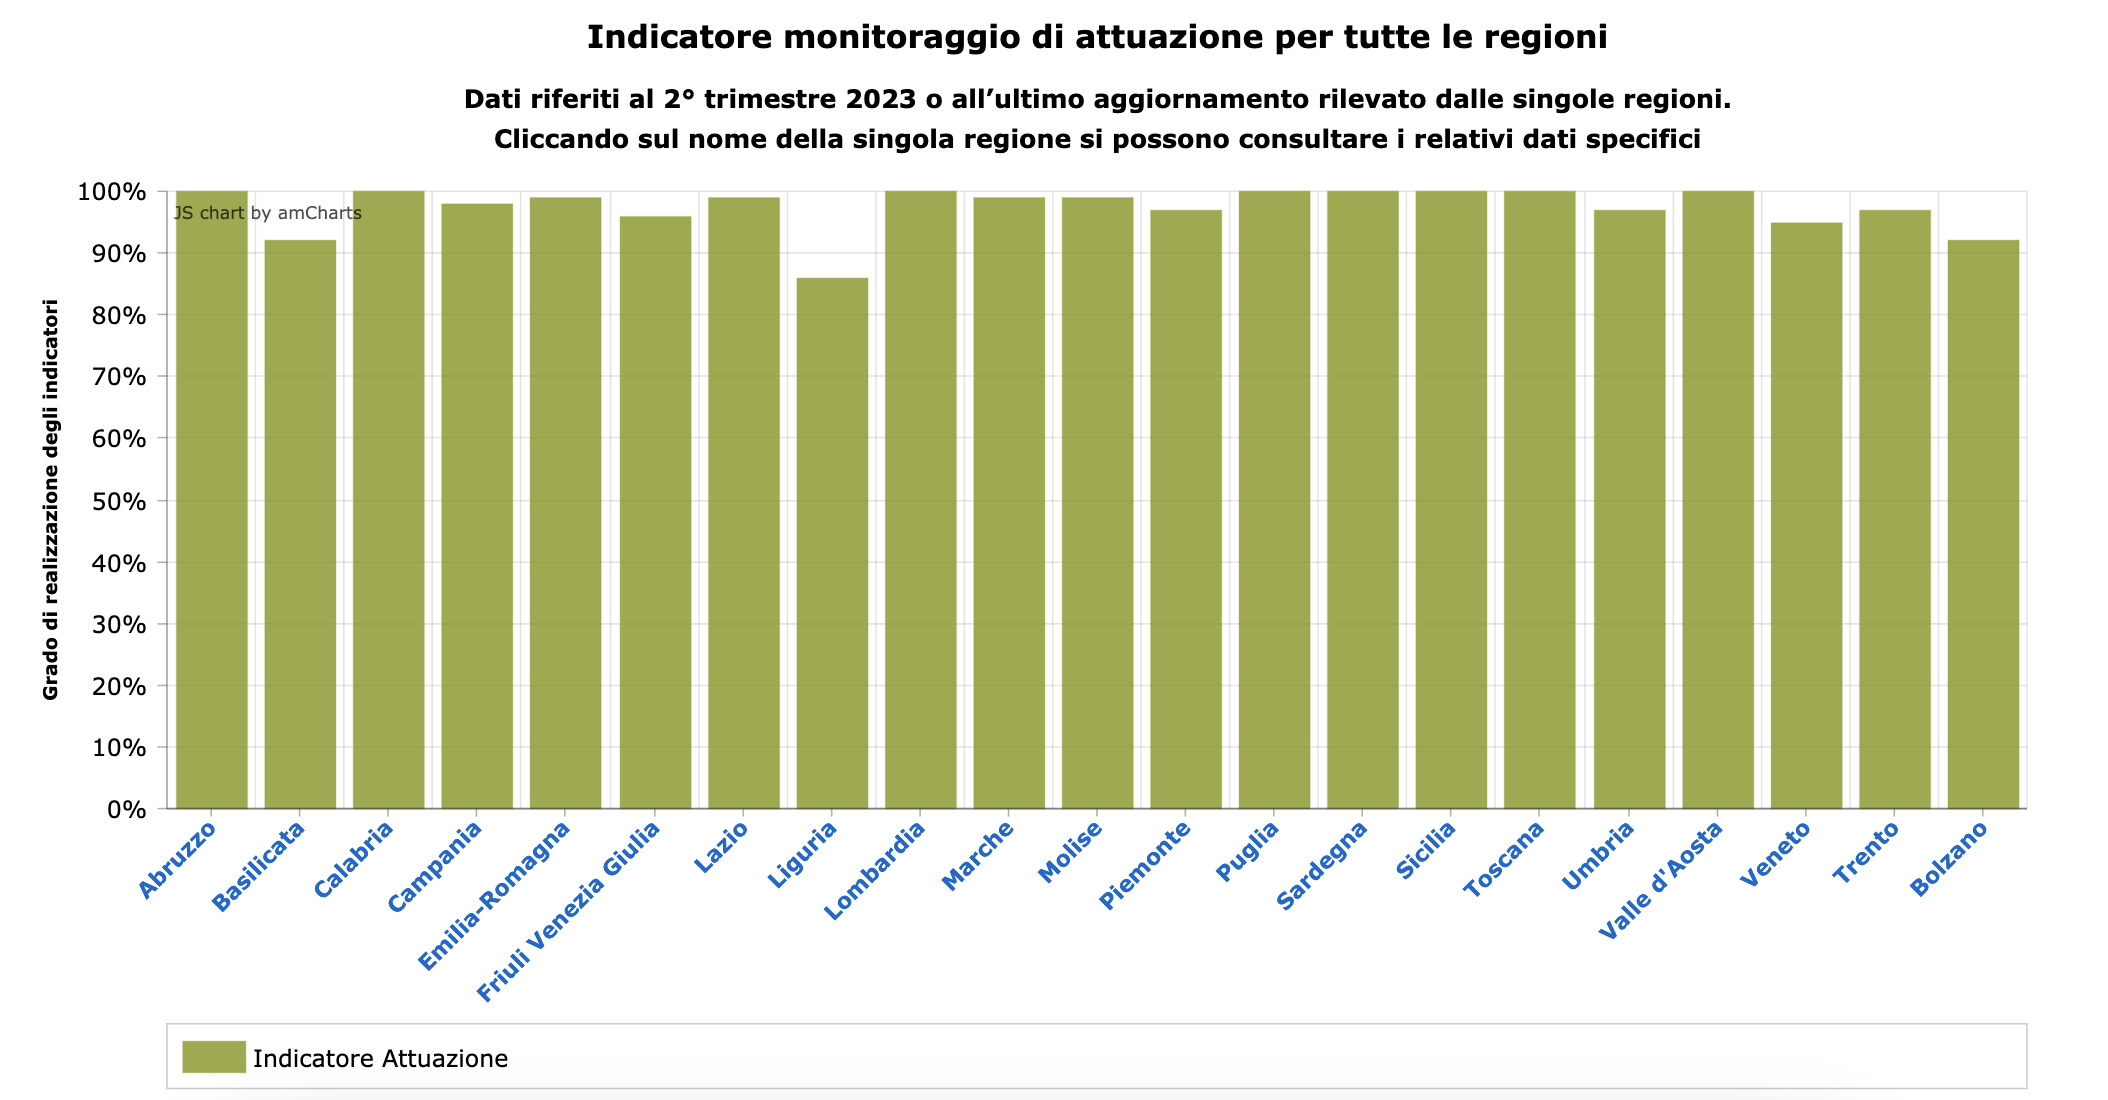 Indicatore monitoraggio di attuazione per tutte le regioni
Dati riferiti al 2° trimestre 2023 o all’ultimo aggiornamento rilevato dalle singole regioni.
Cliccando sul nome della singola regione si possono consultare i relativi dati specifici
JS chart by amCharts
Grado di realizzazione degli indicatori
100%
90%
80%
70%
60%
50%
40%
30%
20%
10%
0%
Abruzzo
Basilicata
Calabria
Campania
Emilia-Romagna
Friuli Venezia Giulia
Lazio
Liguria
Lombardia
Marche
Molise
Piemonte
Puglia
Sardegna
Sicilia
Toscana
Umbria
Valle d'Aosta
Veneto
Trento
Bolzano
Indicatore Attuazione